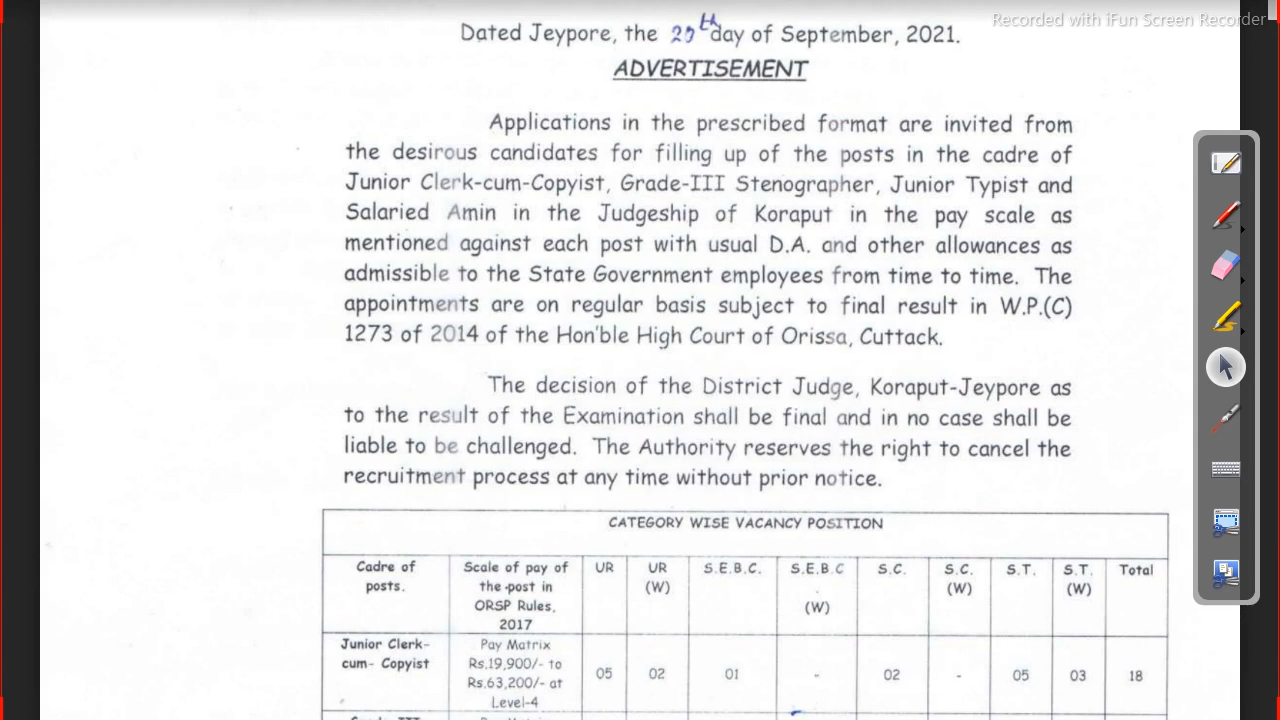 Recorded with iFun Screen Recorder
Dated Jeypore, the day of September, 2021.
ADVERTISEMENT
Applications in the prescribed format are invited from
the desirous candidates for filling up of the posts in the cadre of
Junior Clerk-cum-Copyist, Grade-III Stenographer, Junior Typist and
Salaried Amin in the Judgeship of Koraput in the pay scale as
mentioned against each post with usual D.A. and other allowances as
admissible to the State Government employees from time to time. The
appointments are on regular basis subject to final result in W.P.(C)
1273 of 2014 of the Hon'ble High Court of Orissa, Cuttack.
The decision of the District Judge, Koraput-Jeypore as
to the result of the Examination shall be final and in no case shall be
liable to be challenged. The Authority reserves the right to cancel the
recruitment process at any time without prior notice.
CATEGORY WISE VACANCY POSITION
Cadre of posts. Scale of pay of the post in ORSP Rules, 2017 UR UR (W) S.E.B.C. S.E.B.C (W) S.C. S.C. (W) S.T. S.T. (W) Total
Junior Clerk-cum- Copyist Pay Matrix Rs.19,900/- to Rs.63,200/- at Level-4 05 02 01 - 02 - 05 03 18